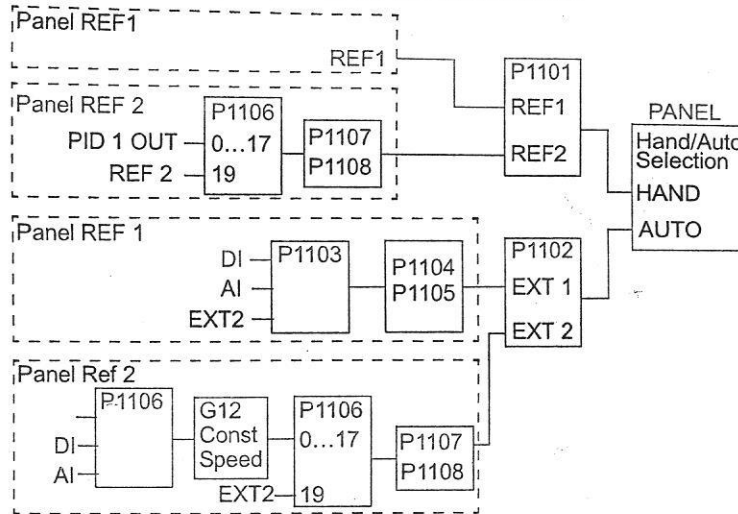 Panel REF1
REF1
P1101
REF1
REF2
Panel REF 2
P1106
PID 1 OUT
0...17
REF 2
19
P1107
P1108
PANEL
Hand/Auto
Selection
HAND
AUTO
Panel REF 1
DI
AI
EXT2
P1103
P1104
P1105
P1102
EXT 1
EXT 2
Panel Ref 2
P1106
DI
AI
G12
Const
Speed
P1106
0...17
EXT2
19
P1107
P1108